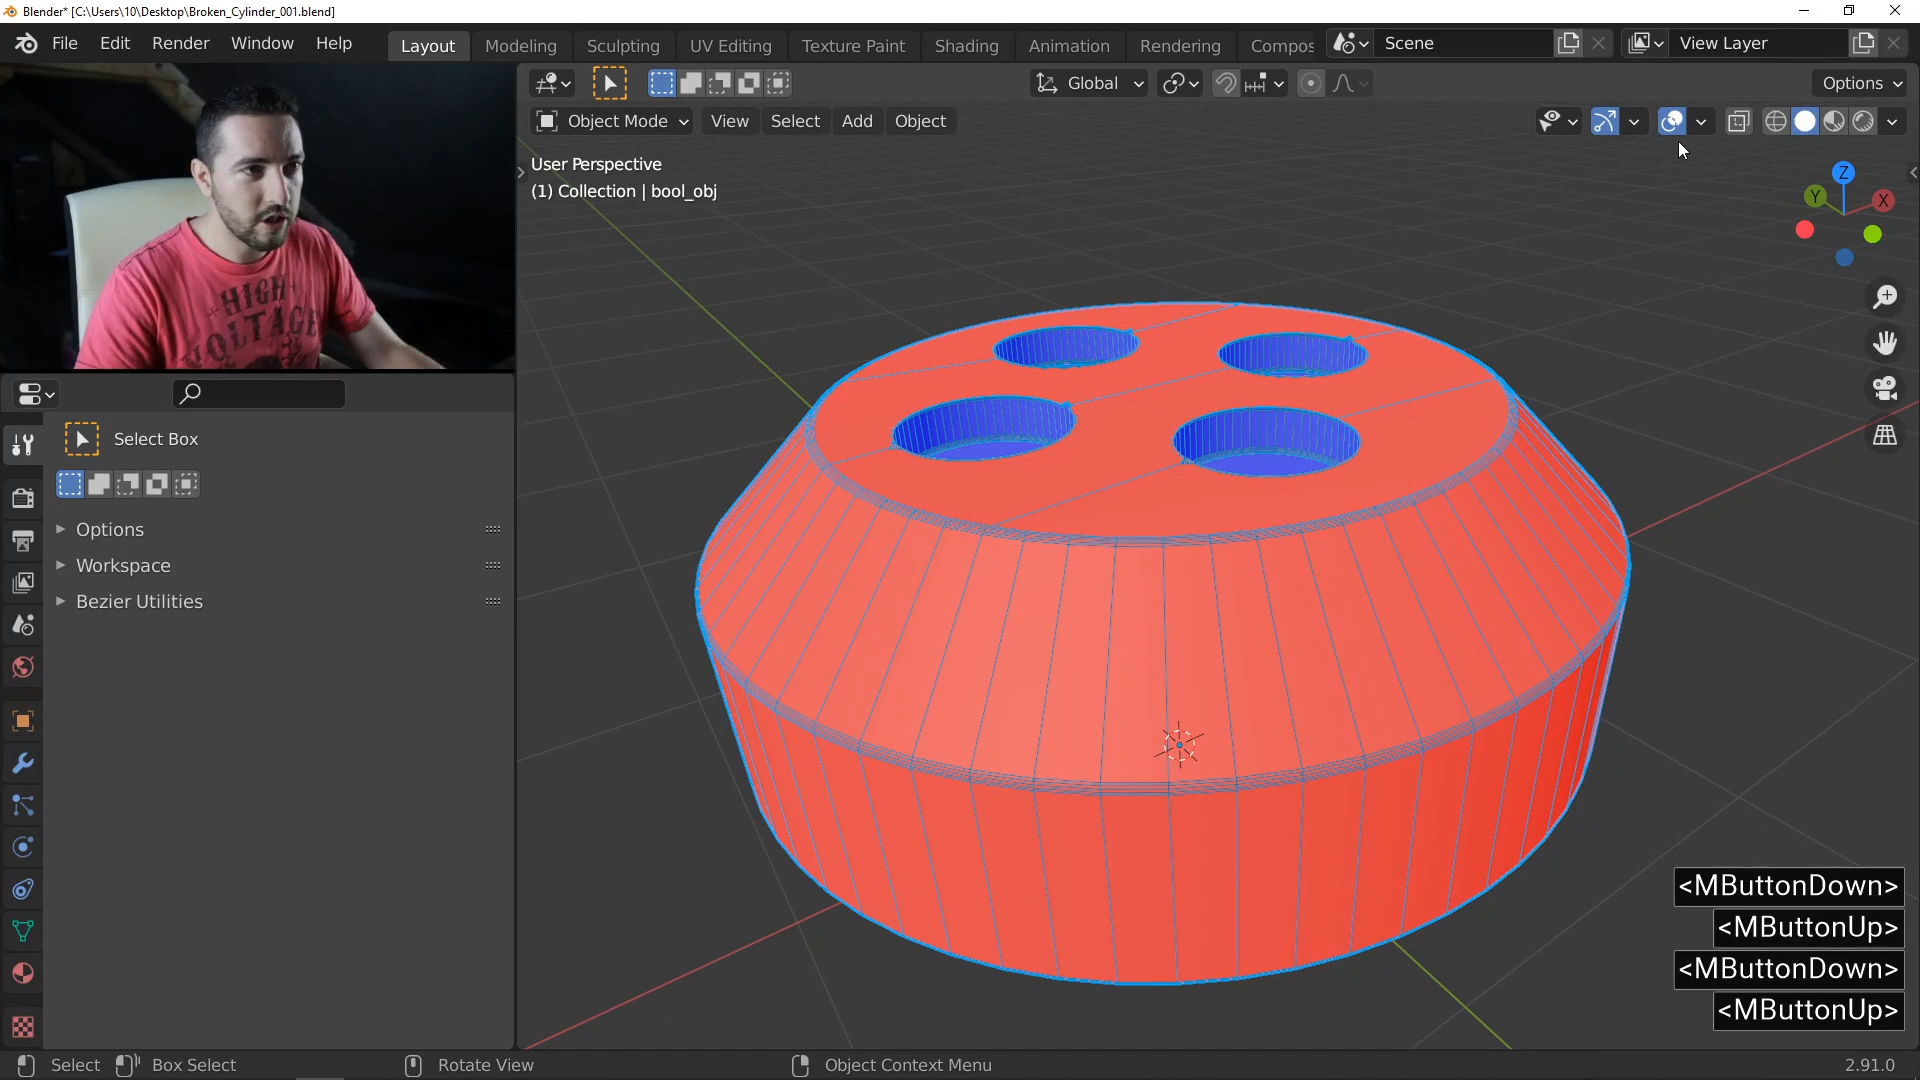 Blender* [C:\Users\10\Desktop\Broken_Cylinder_001.blend]
File Edit Render Window Help Layout Modeling Sculpting UV Editing Texture Paint Shading Animation Rendering Compos Scene View Layer
Global Options
Object Mode View Select Add Object
User Perspective
(1) Collection | bool_obj
Z
Y
X
HIGH
VOLTAGE
Select Box
Options
Workspace
Bezier Utilities
<MButtonDown>
<MButtonUp>
<MButtonDown>
<MButtonUp>
Select Box Select Rotate View Object Context Menu 2.91.0